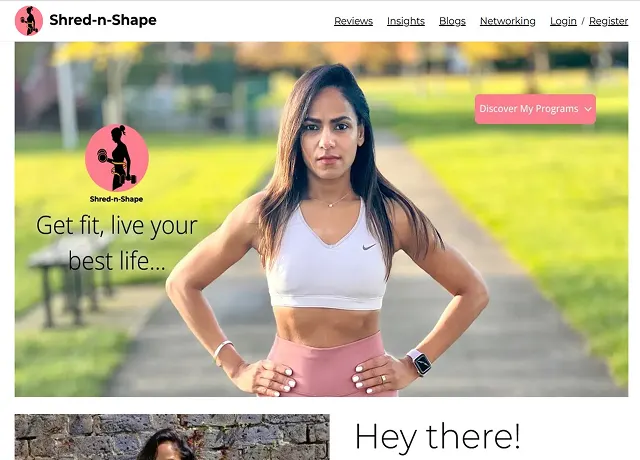 Shred-n-Shape
Reviews Insights Blogs Networking Login / Register
Discover My Programs
Shred-n-Shape
Get fit, live your
best life...
Hey there!